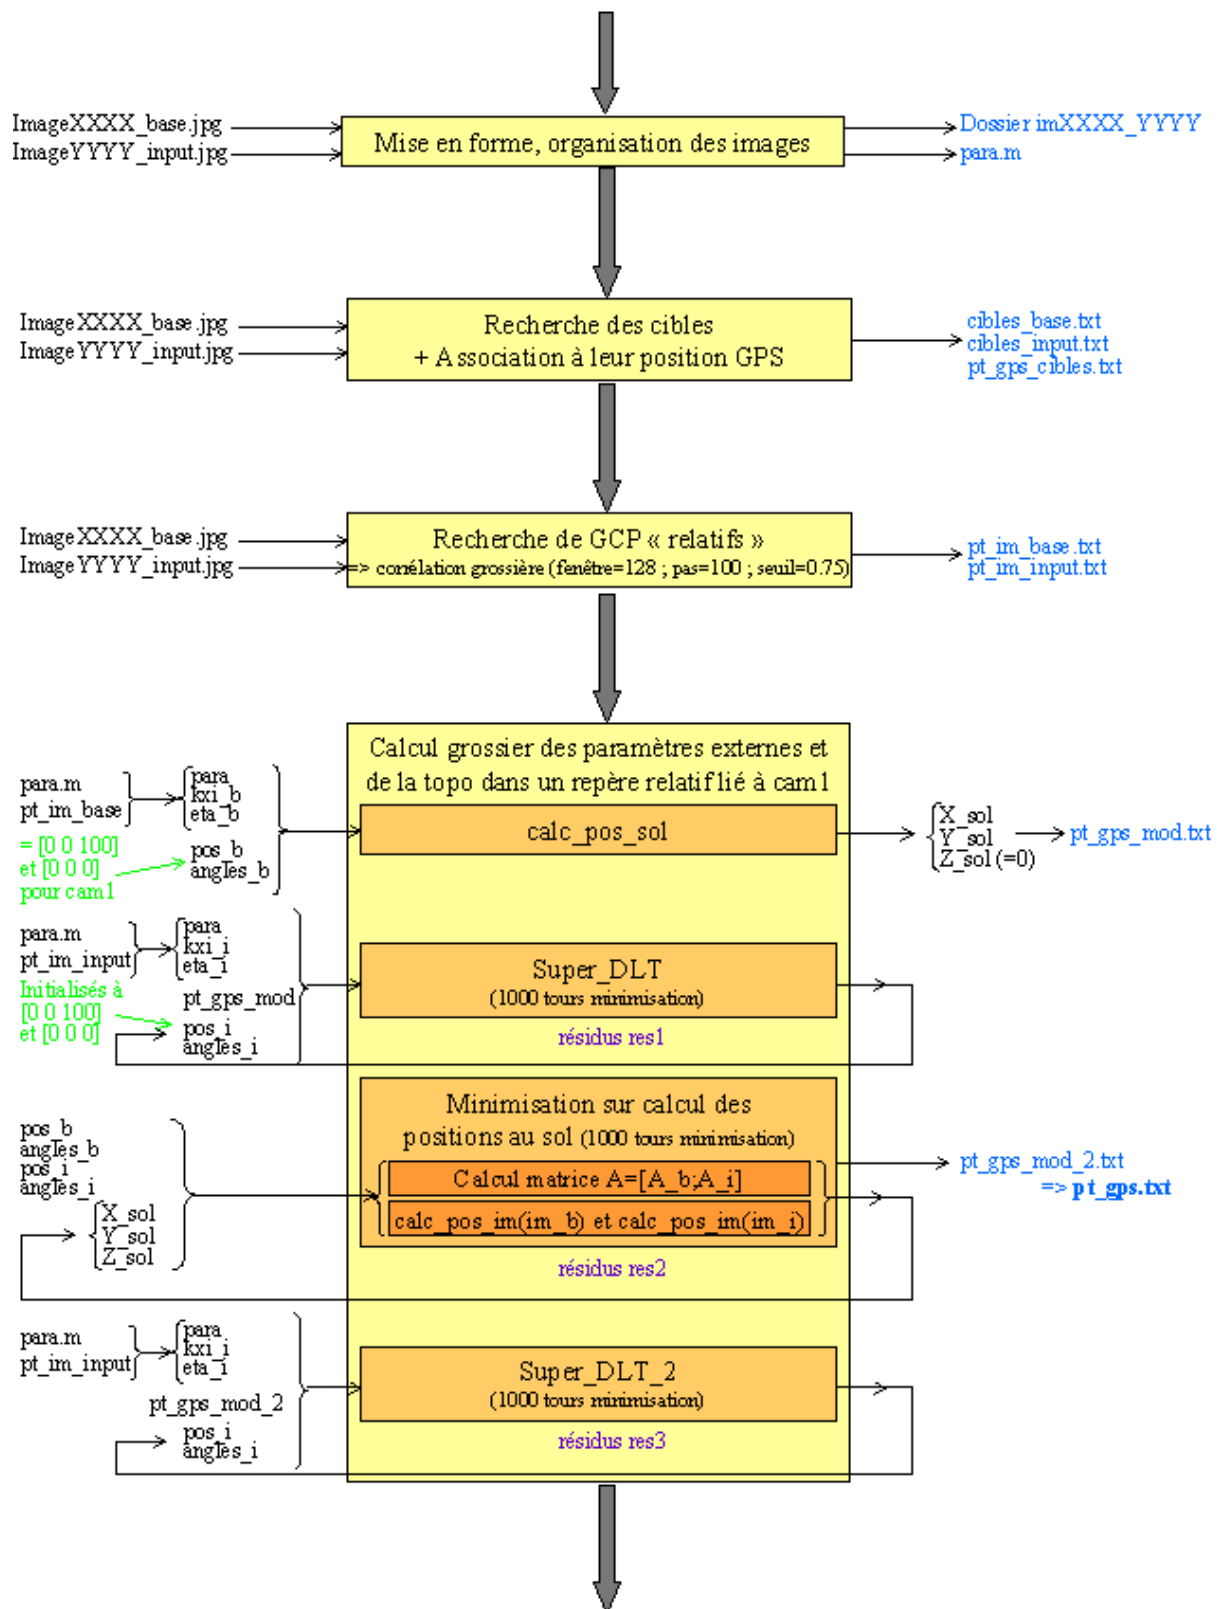 ImageXXXX_base.jpg
ImageYYYY_input.jpg
Mise en forme, organisation des images
Dossier imXXXX_YYYY
para.m
ImageXXXX_base.jpg
ImageYYYY_input.jpg
Recherche des cibles
+ Association à leur position GPS
cibles_base.txt
cibles_input.txt
pt_gps_cibles.txt
ImageXXXX_base.jpg
ImageYYYY_input.jpg
Recherche de GCP « relatifs »
=> corrélation grossière (fenêtre=128 ; pas=100 ; seuil=0.75)
pt_im_base.txt
pt_im_input.txt
Calcul grossier des paramètres externes et
de la topo dans un repère relatif lié à cam1
para.m
pt_im_base
para
kxi_b
eta_b
= [0 0 100]
et [0 0 0]
pour cam1
pos_b
angles_b
calc_pos_sol
X_sol
Y_sol
Z_sol (=0)
pt_gps_mod.txt
para.m
pt_im_input
para
kxi_i
eta_i
Initialisés à
[0 0 100]
et [0 0 0]
pt_gps_mod
pos_i
angles_i
Super_DLT
(1000 tours minimisation)
résidus res1
Minimisation sur calcul des
positions au sol (1000 tours minimisation)
Calcul matrice A=[A_b;A_i]
calc_pos_im(im_b) et calc_pos_im(im_i)
résidus res2
pos_b
angles_b
pos_i
angles_i
X_sol
Y_sol
Z_sol
pt_gps_mod_2.txt
=> pt_gps.txt
para.m
pt_im_input
para
kxi_i
eta_i
pt_gps_mod_2
pos_i
angles_i
Super_DLT_2
(1000 tours minimisation)
résidus res3